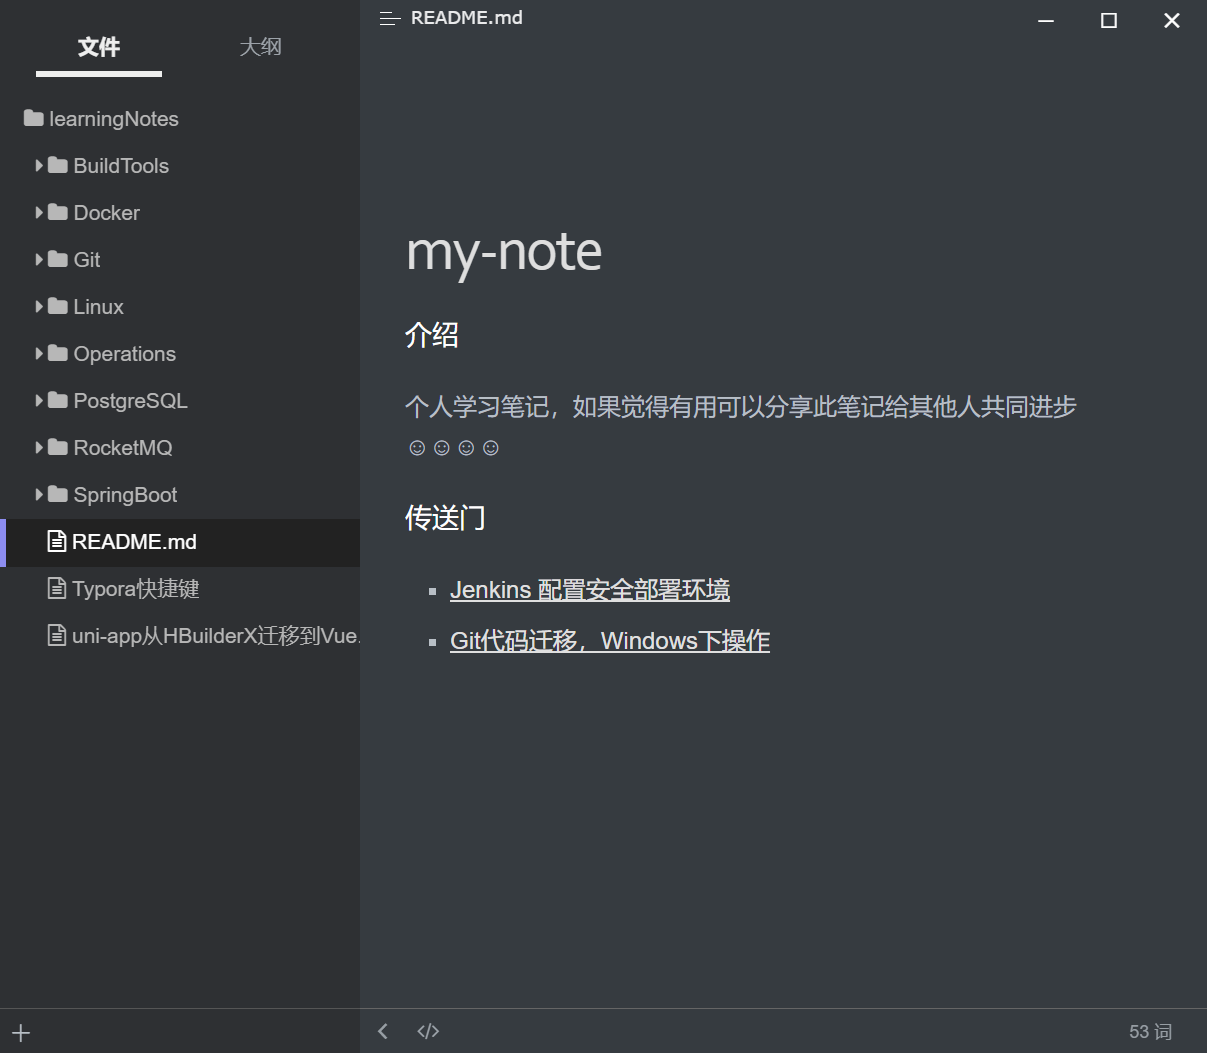 文件 大纲
learningNotes
BuildTools
Docker
Git
Linux
Operations
PostgreSQL
RocketMQ
SpringBoot
README.md
Typora快捷键
uni-app从HBuilderX迁移到Vue.
README.md
my-note
介绍
个人学习笔记，如果觉得有用可以分享此笔记给其他人共同进步
☺☺☺☺
传送门
Jenkins 配置安全部署环境
Git代码迁移，Windows下操作
53 词